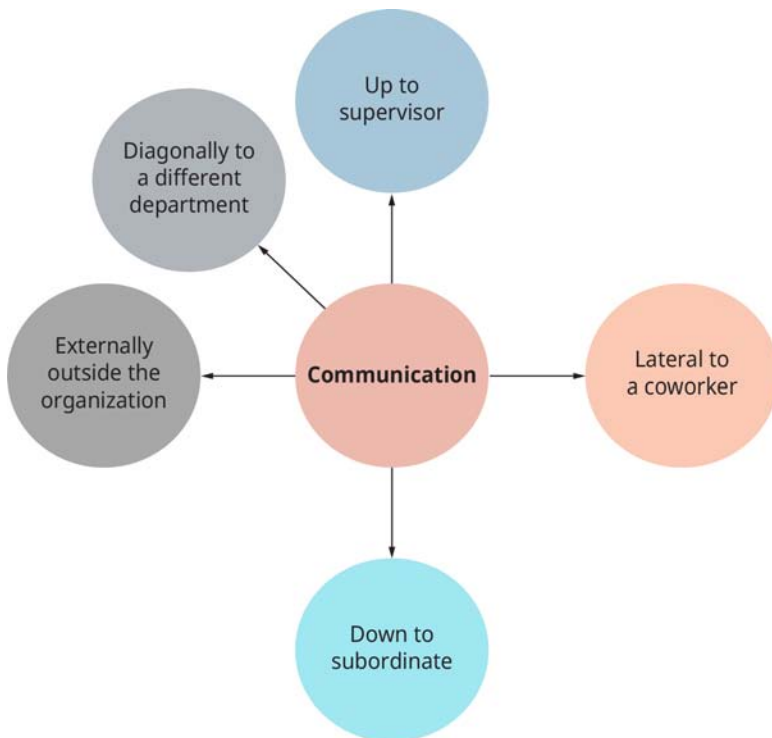 Up to
supervisor
Diagonally to
a different
department
Externally
outside the
organization
Communication
Lateral to
a coworker
Down to
subordinate